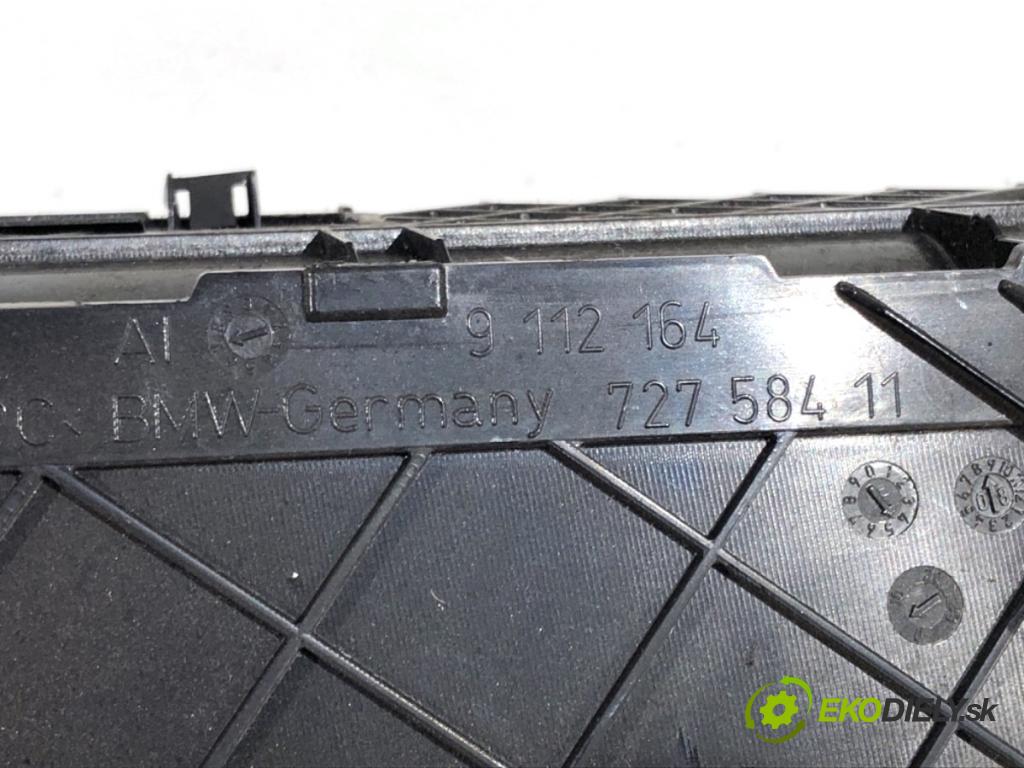 AI 9 112 164
BMW-Germany 727 584 11
EKODIELY.sk